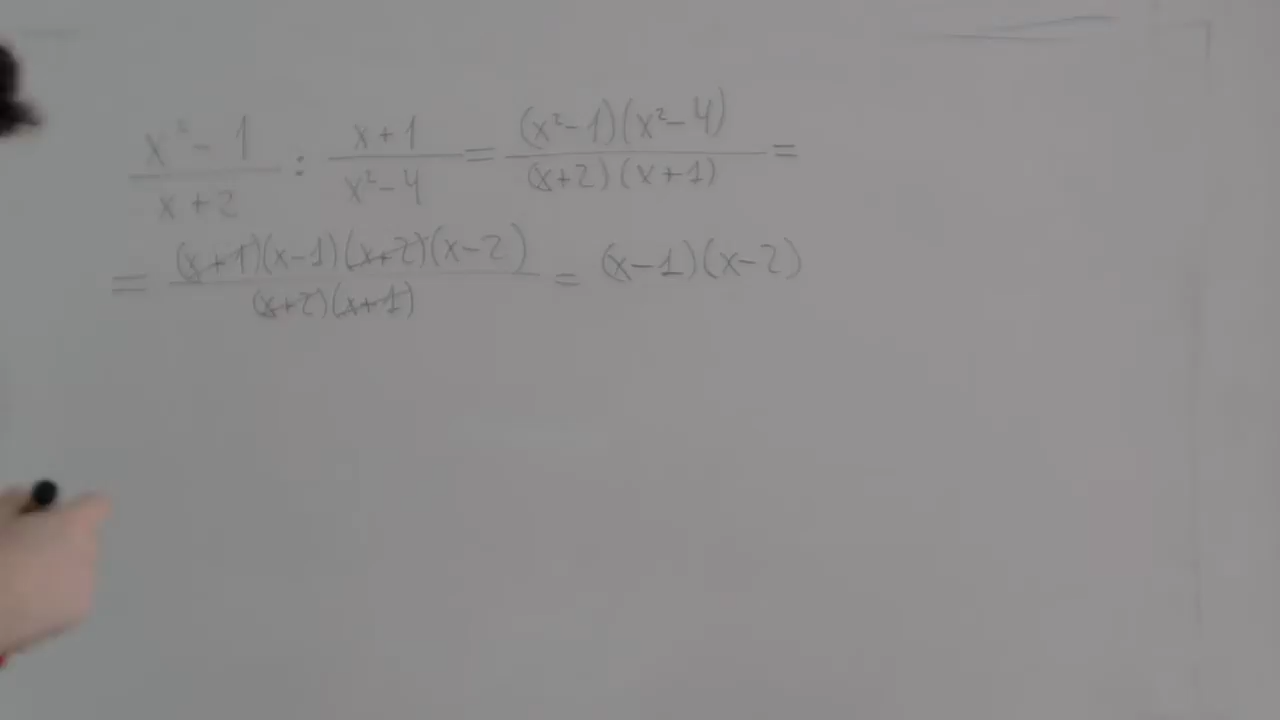 (x²-1)/(x+2) : (x+1)/(x²-4) = ((x²-1)(x²-4))/((x+2)(x+1)) =
= ((x+1)(x-1)(x+2)(x-2))/((x+2)(x+1)) = (x-1)(x-2)